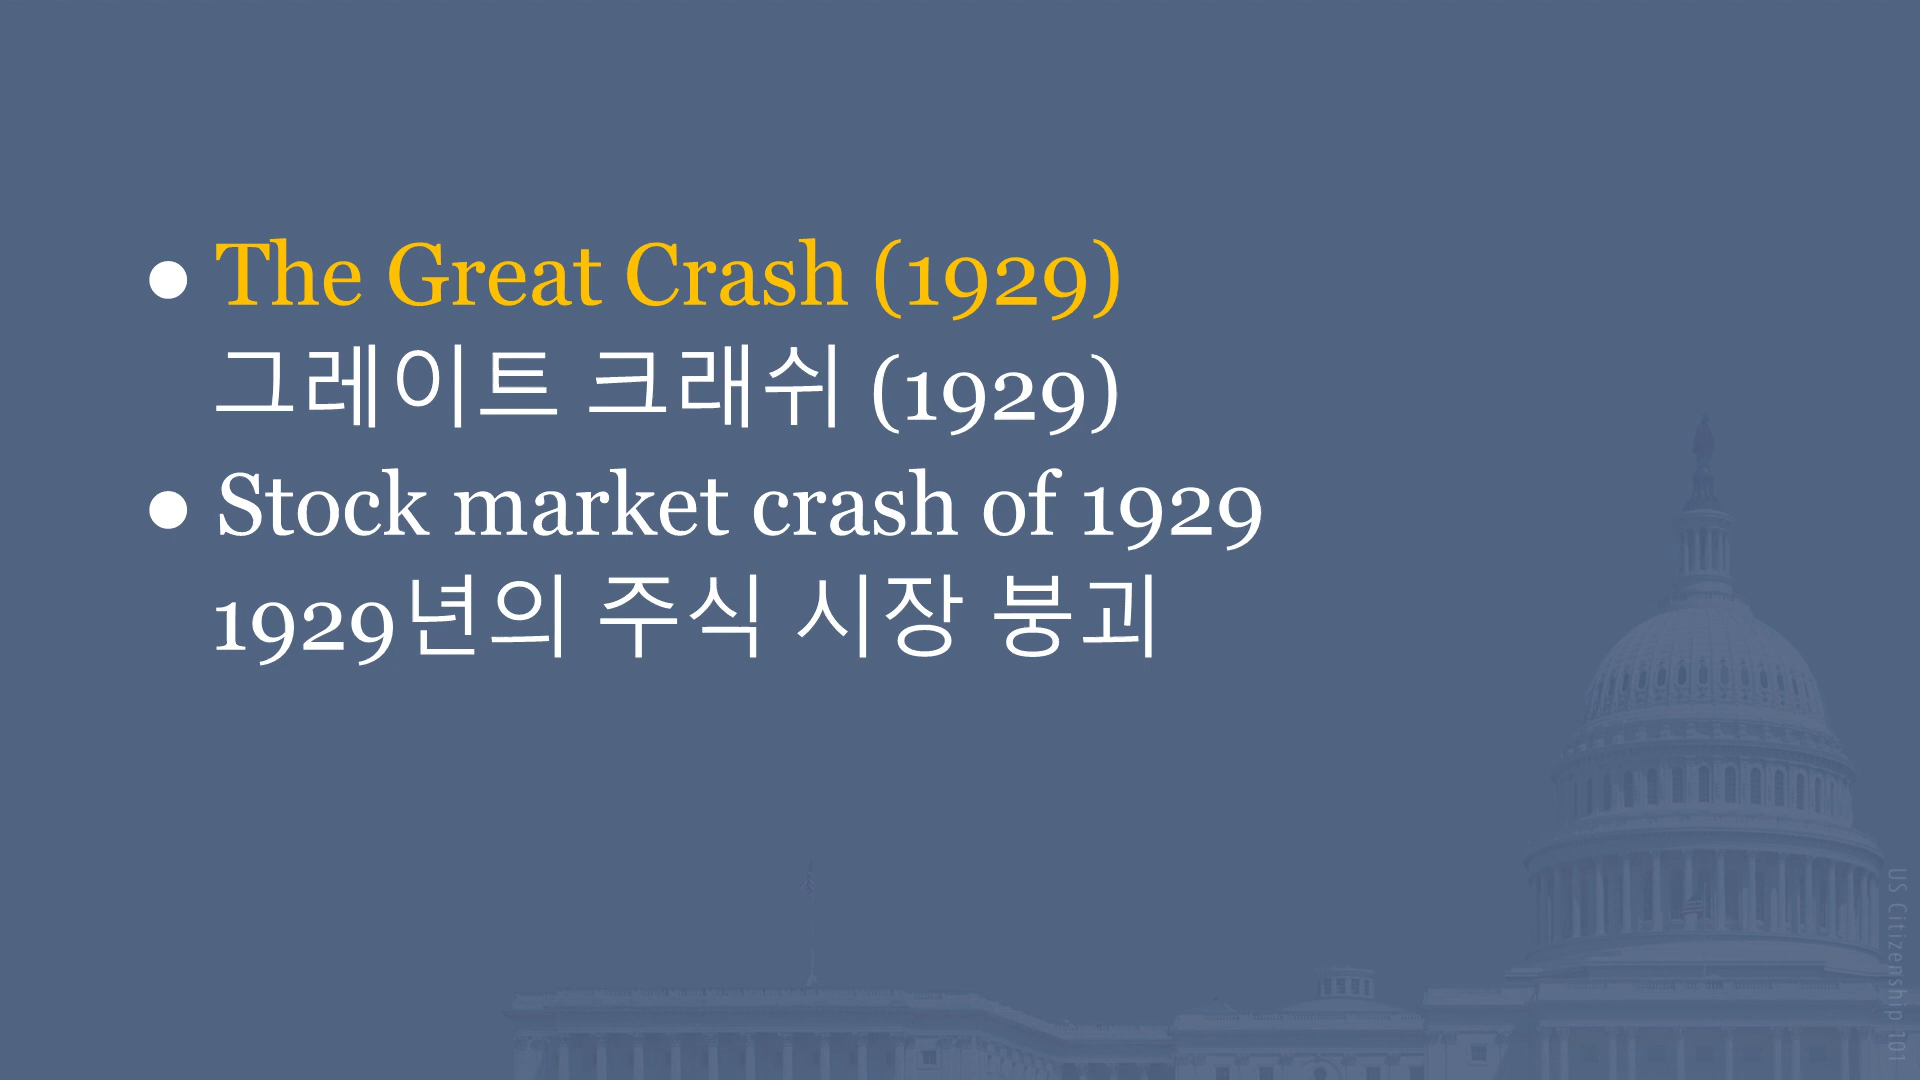 • The Great Crash (1929)
그레이트 크래쉬 (1929)
• Stock market crash of 1929
1929년의 주식 시장 붕괴
US Citizenship 101